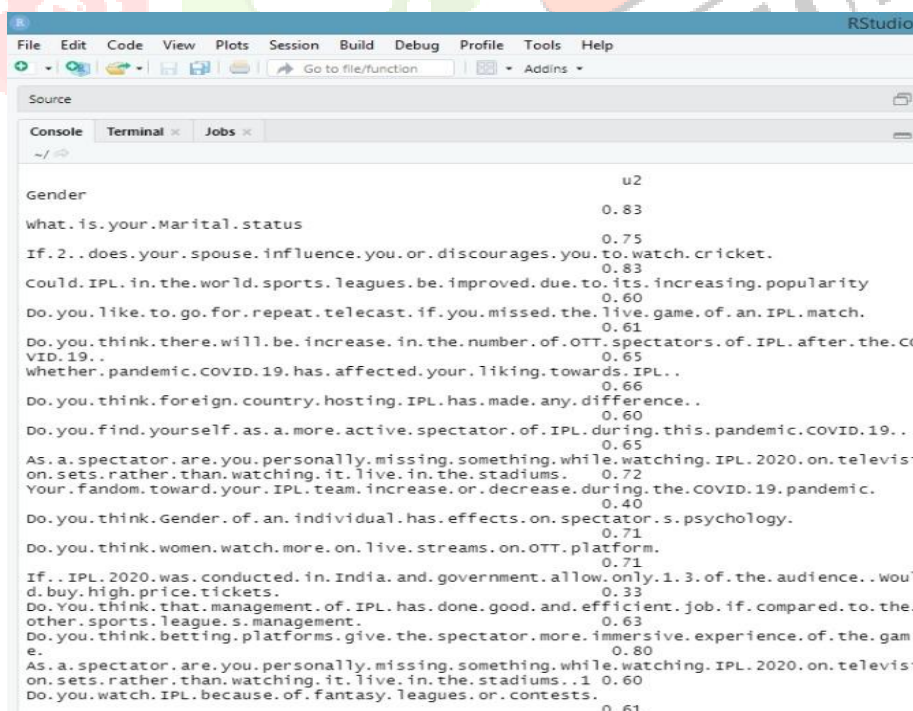 RStudio
File Edit Code View Plots Session Build Debug Profile Tools Help
Go to file/function Addins
Source
Console Terminal Jobs
~/
u2
Gender
0.83
what.is.your.Marital.status
0.75
If.2..does.your.spouse.influence.you.or.discourages.you.to.watch.cricket.
0.83
Could.IPL.in.the.world.sports.leagues.be.improved.due.to.its.increasing.popularity
0.60
Do.you.like.to.go.for.repeat.telecast.if.you.missed.the.live.game.of.an.IPL.match.
0.61
Do.you.think.there.will.be.increase.in.the.number.of.OTT.spectators.of.IPL.after.the.CO
VID.19.. 0.65
whether.pandemic.COVID.19.has.affected.your.liking.towards.IPL..
0.66
Do.you.think.foreign.country.hosting.IPL.has.made.any.difference..
0.60
Do.you.find.yourself.as.a.more.active.spectator.of.IPL.during.this.pandemic.COVID.19..
0.65
As.a.spectator.are.you.personally.missing.something.while.watching.IPL.2020.on.televisi
on.sets.rather.than.watching.it.live.in.the.stadiums. 0.72
Your.fandom.toward.your.IPL.team.increase.or.decrease.during.the.COVID.19.pandemic.
0.40
Do.you.think.Gender.of.an.individual.has.effects.on.spectator.s.psychology.
0.71
Do.you.think.women.watch.more.on.live.streams.on.OTT.platform.
0.71
If..IPL.2020.was.conducted.in.India.and.government.allow.only.1.3.of.the.audience..woul
d.buy.high.price.tickets. 0.33
Do.You.think.that.management.of.IPL.has.done.good.and.efficient.job.if.compared.to.the.
other.sports.league.s.management. 0.63
Do.you.think.betting.platforms.give.the.spectator.more.immersive.experience.of.the.gam
e. 0.80
As.a.spectator.are.you.personally.missing.something.while.watching.IPL.2020.on.televisi
on.sets.rather.than.watching.it.live.in.the.stadiums..1 0.60
Do.you.watch.IPL.because.of.fantasy.leagues.or.contests.
0.61